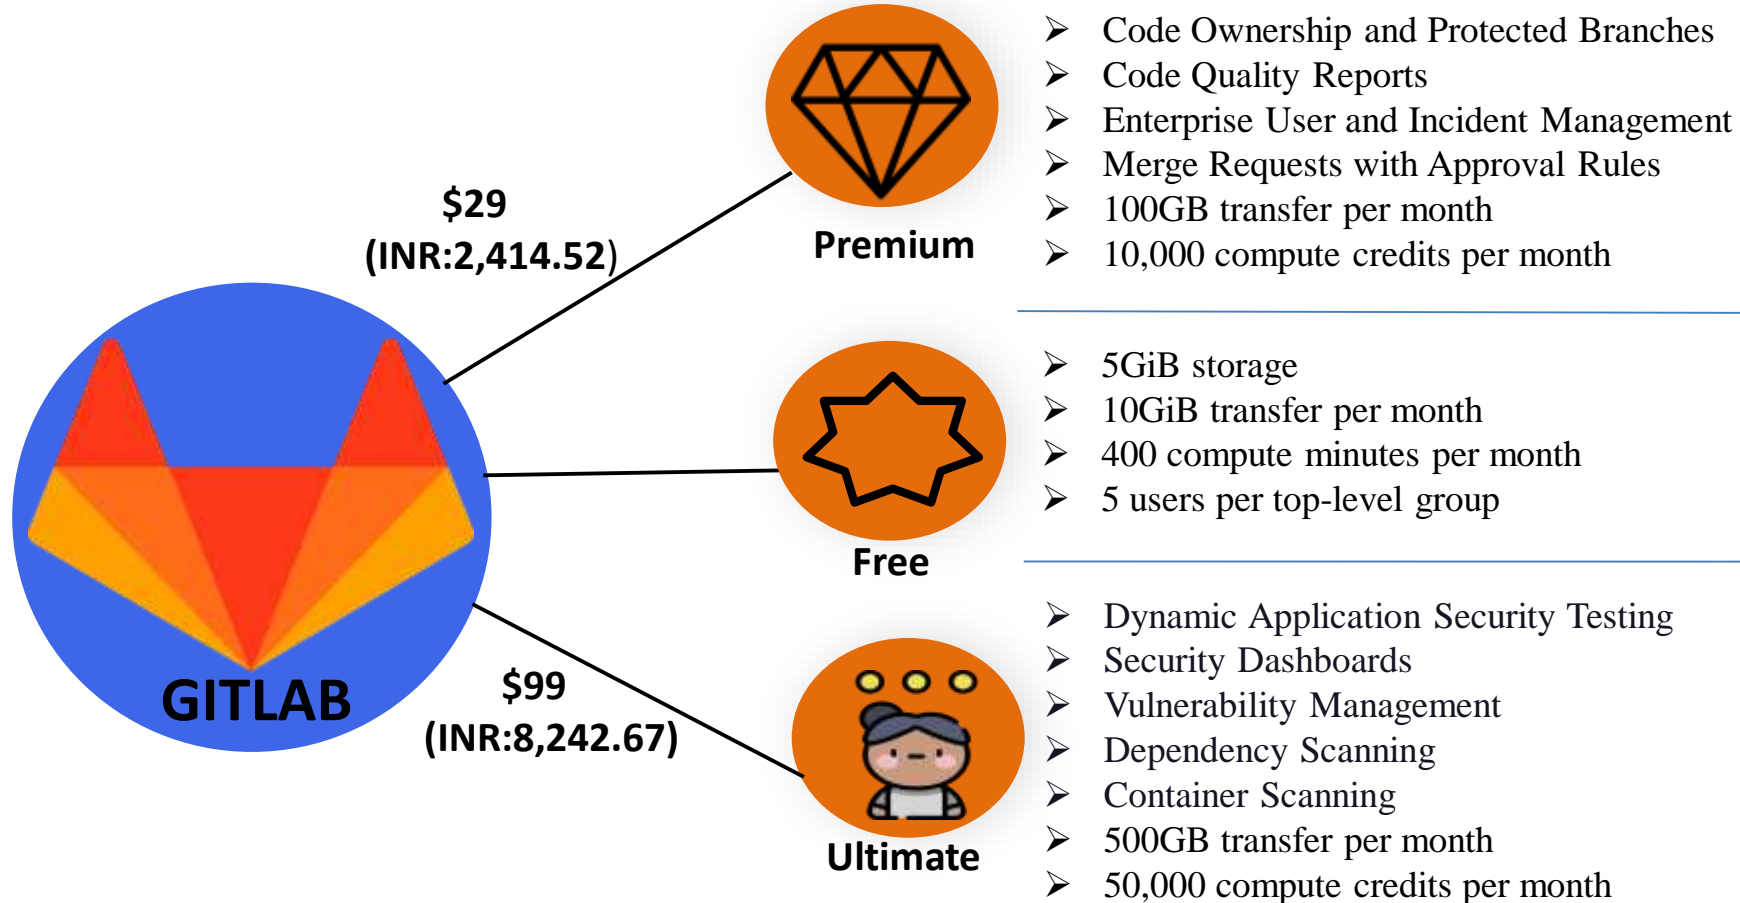 GITLAB
$29
(INR:2,414.52)
Premium
➢ Code Ownership and Protected Branches
➢ Code Quality Reports
➢ Enterprise User and Incident Management
➢ Merge Requests with Approval Rules
➢ 100GB transfer per month
➢ 10,000 compute credits per month
Free
➢ 5GiB storage
➢ 10GiB transfer per month
➢ 400 compute minutes per month
➢ 5 users per top-level group
$99
(INR:8,242.67)
Ultimate
➢ Dynamic Application Security Testing
➢ Security Dashboards
➢ Vulnerability Management
➢ Dependency Scanning
➢ Container Scanning
➢ 500GB transfer per month
➢ 50,000 compute credits per month